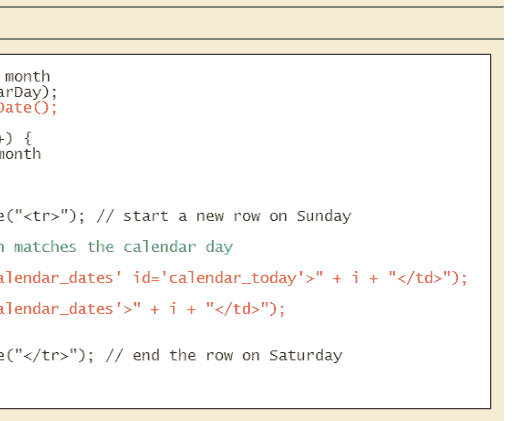 month
arDay);
Date();
+) {
month
e("<tr>"); // start a new row on Sunday
n matches the calendar day
alendar_dates' id='calendar_today'>" + i + "</td>");
alendar_dates'>" + i + "</td>");
e("</tr>"); // end the row on Saturday